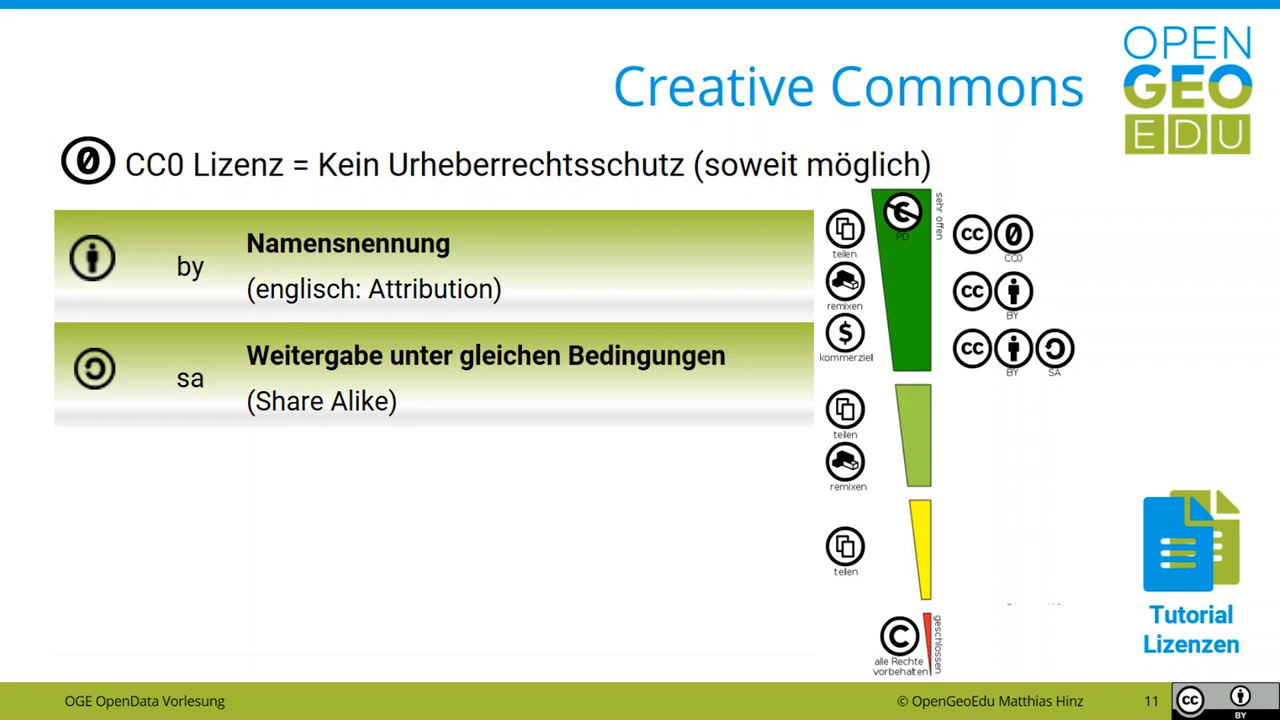 OPEN
GEO
EDU
Creative Commons
CC0 Lizenz = Kein Urheberrechtsschutz (soweit möglich)
by
Namensnennung
(englisch: Attribution)
sa
Weitergabe unter gleichen Bedingungen
(Share Alike)
teilen
remixen
kommerziell
PD
sehr offen
cc
CC0
cc
BY
cc
BY SA
teilen
remixen
teilen
alle Rechte
vorbehalten
geschlossen
Tutorial
Lizenzen
OGE OpenData Vorlesung
© OpenGeoEdu Matthias Hinz
11
cc
BY